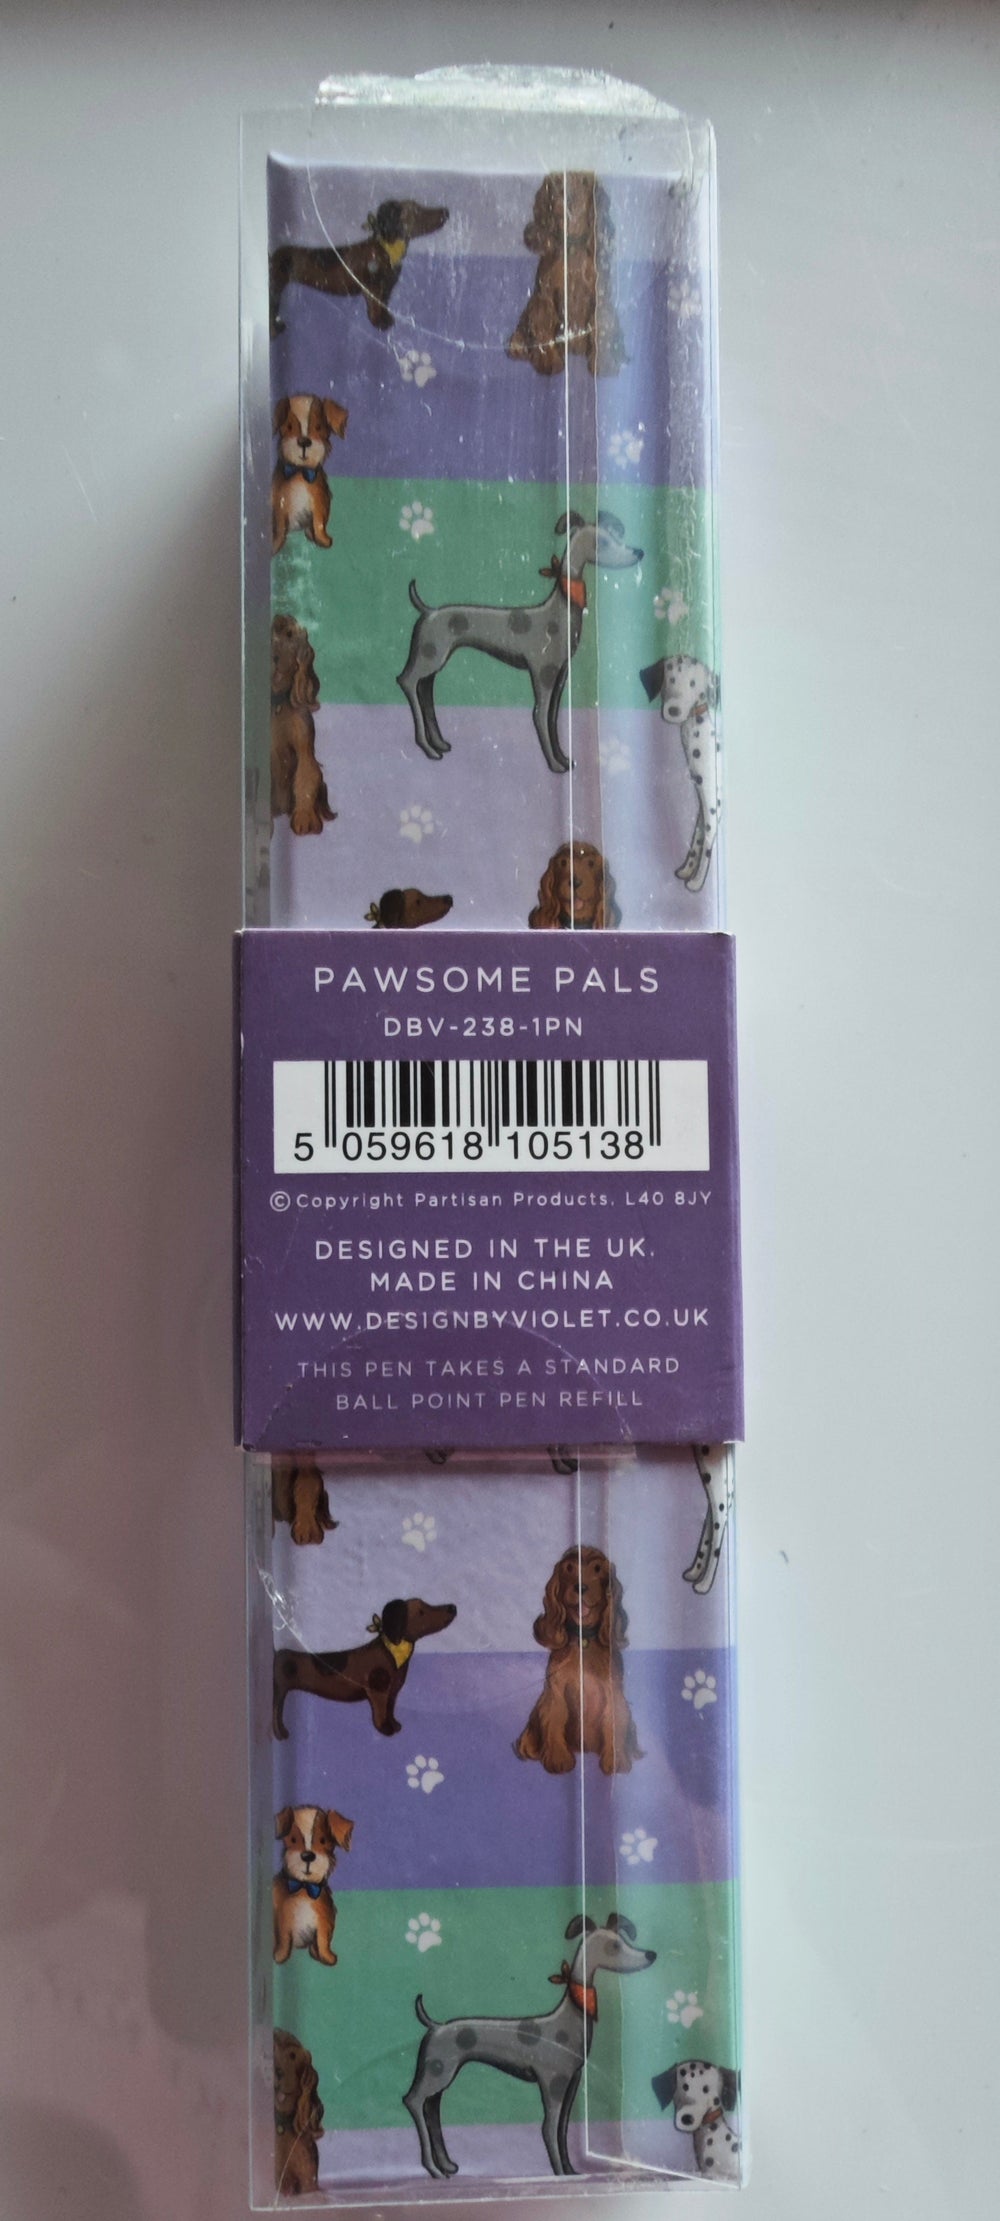 PAWSOME PALS
DBV-238-1PN
5 059618 105138
©Copyright Partisan Products. L40 8JY
DESIGNED IN THE UK.
MADE IN CHINA
WWW.DESIGNBYVIOLET.CO.UK
THIS PEN TAKES A STANDARD
BALL POINT PEN REFILL